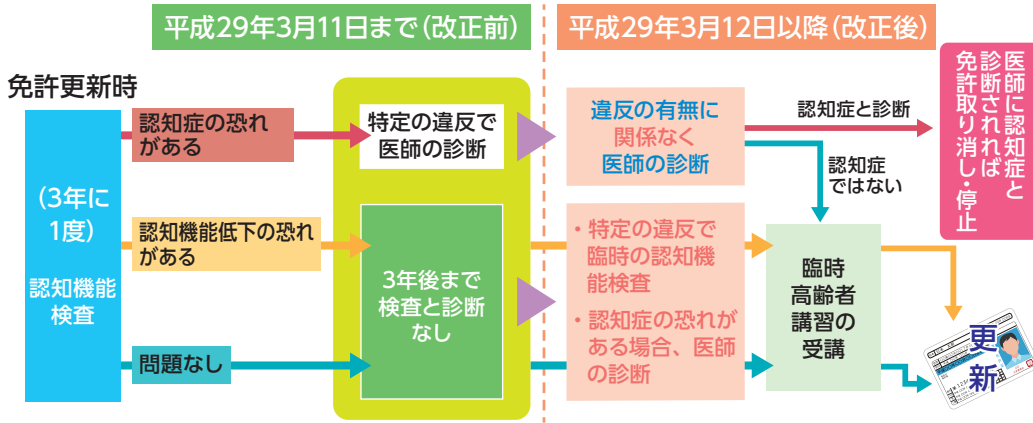 平成29年3月11日まで(改正前)
平成29年3月12日以降(改正後)
免許更新時
(3年に
1度)
認知機能
検査
認知症の恐れ
がある
認知機能低下の恐れ
がある
問題なし
特定の違反で
医師の診断
3年後まで
検査と診断
なし
違反の有無に
関係なく
医師の診断
・特定の違反で
臨時の認知機
能検査
・認知症の恐れが
ある場合、医師
の診断
認知症と診断
認知症
ではない
臨時
高齢者
講習の
受講
医師に認知症と
診断されれば
免許取り消し・停止
更新